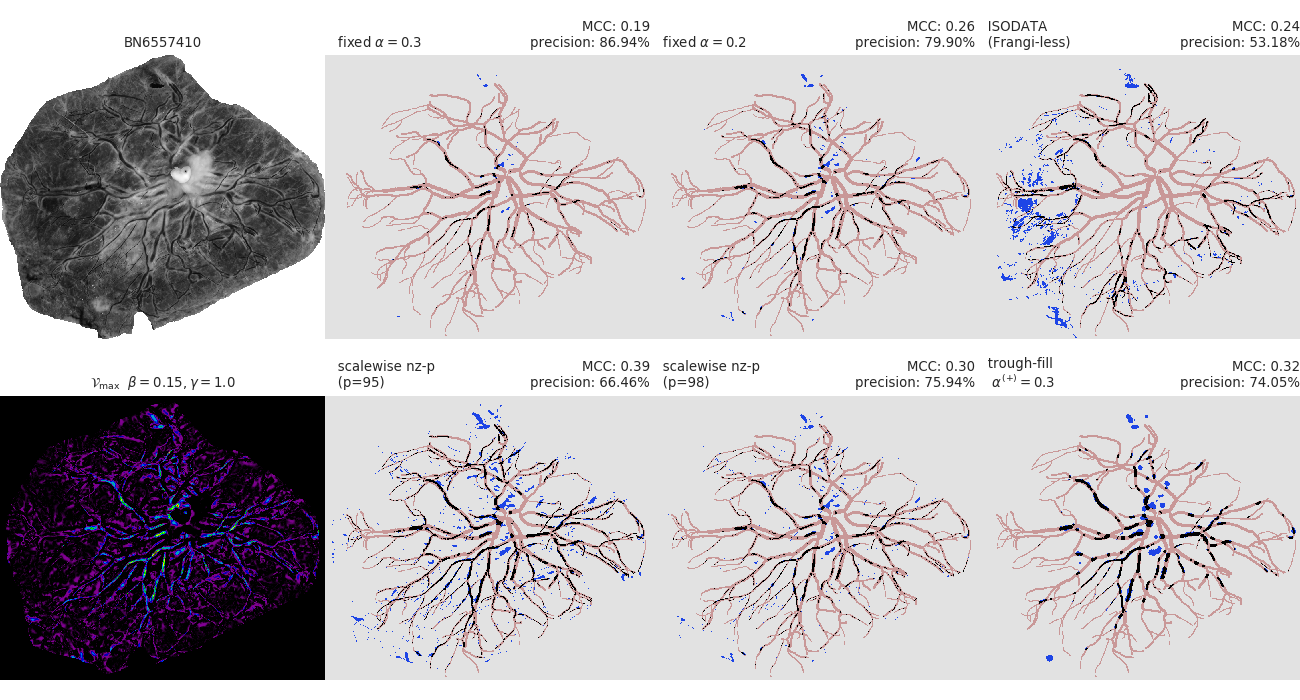 BN6557410
fixed α = 0.3
MCC: 0.19
precision: 86.94%
fixed α = 0.2
MCC: 0.26
precision: 79.90%
ISODATA
(Frangi-less)
MCC: 0.24
precision: 53.18%
𝒱max β = 0.15, γ = 1.0
scalewise nz-p
(p=95)
MCC: 0.39
precision: 66.46%
scalewise nz-p
(p=98)
MCC: 0.30
precision: 75.94%
trough-fill
α(+) = 0.3
MCC: 0.32
precision: 74.05%